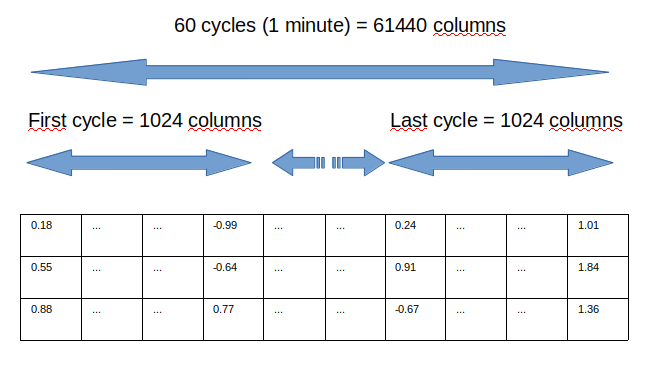 60 cycles (1 minute) = 61440 columns
First cycle = 1024 columns Last cycle = 1024 columns
0.18 ... ... -0.99 ... ... 0.24 ... ... 1.01
0.55 ... ... -0.64 ... ... 0.91 ... ... 1.84
0.88 ... ... 0.77 ... ... -0.67 ... ... 1.36